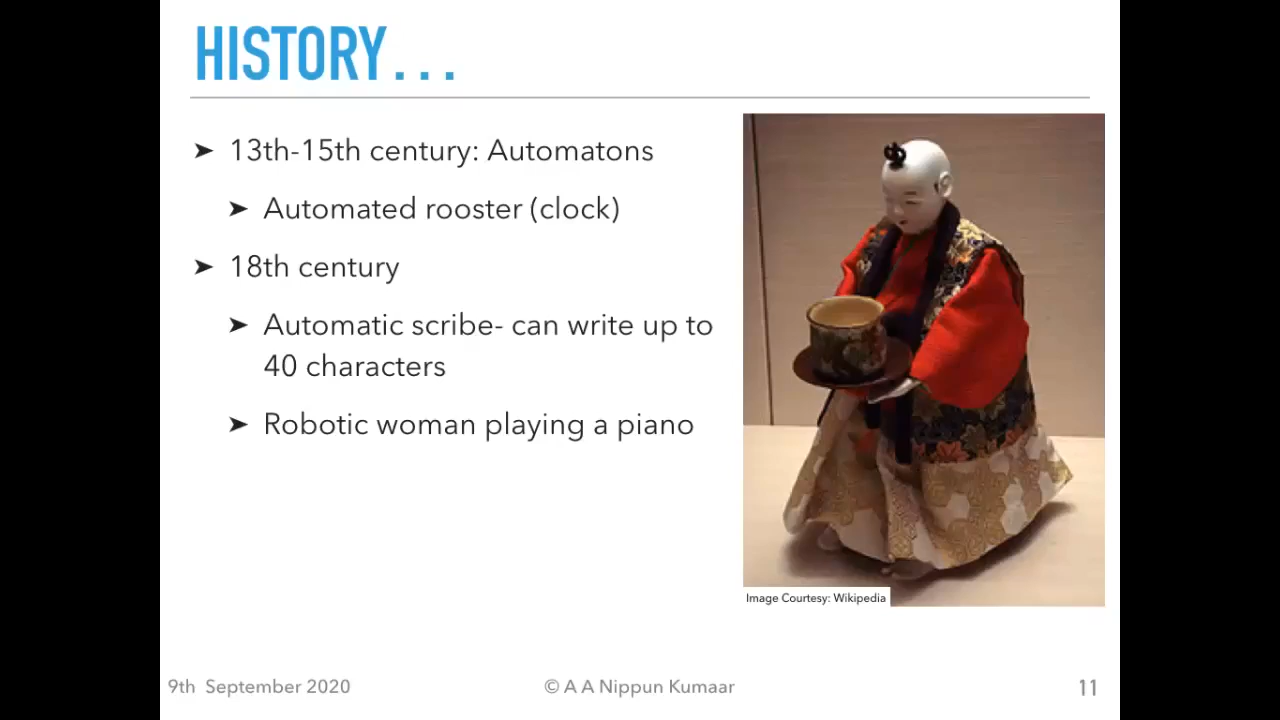 HISTORY...
➤ 13th-15th century: Automatons
➤ Automated rooster (clock)
➤ 18th century
➤ Automatic scribe- can write up to
40 characters
➤ Robotic woman playing a piano
Image Courtesy: Wikipedia
9th September 2020
© A A Nippun Kumaar
11